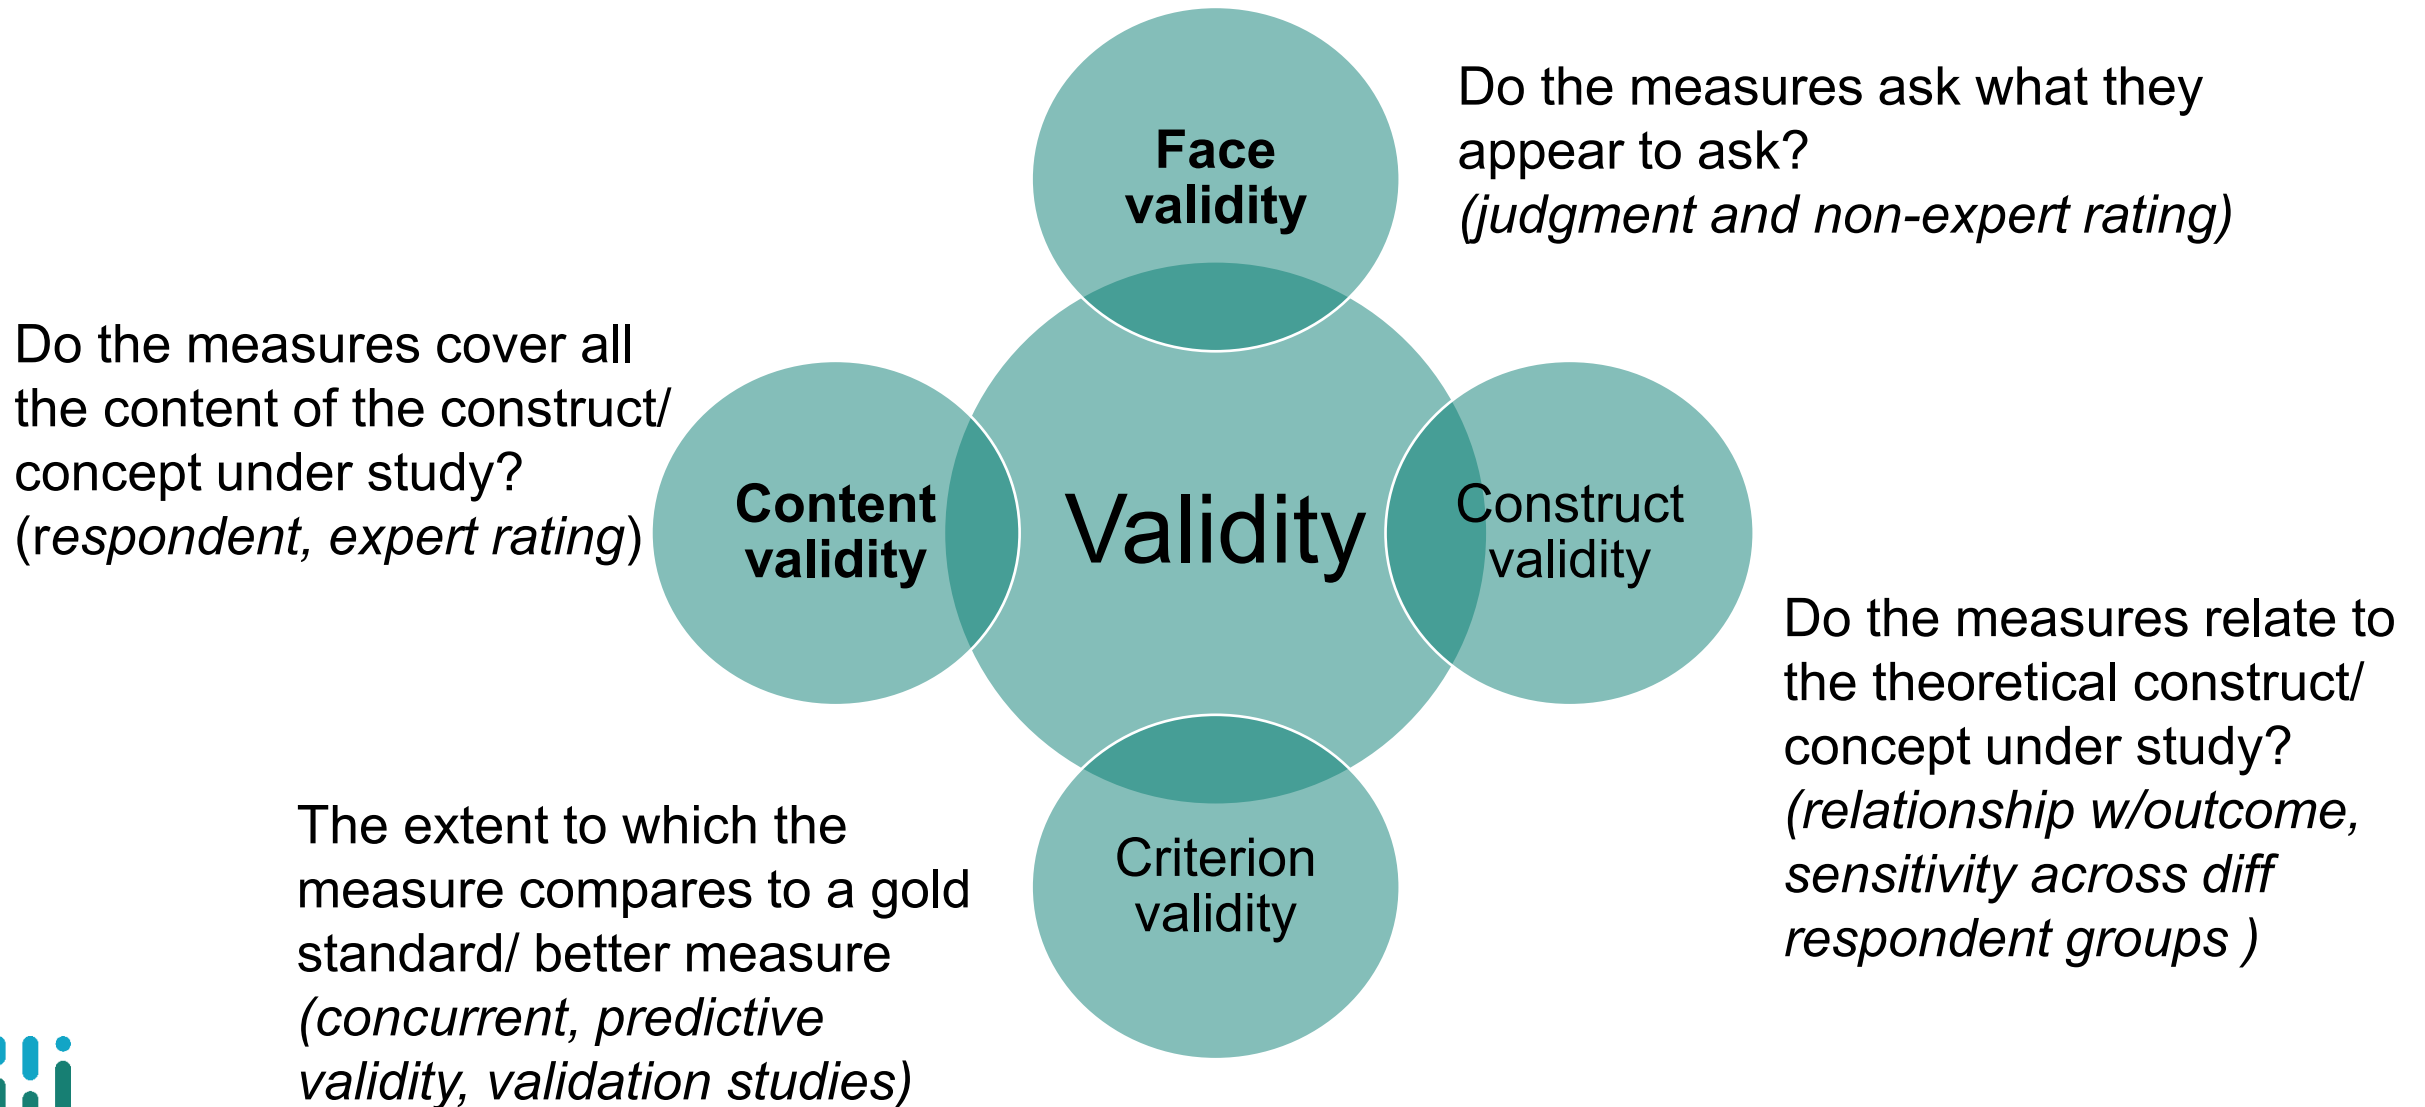 Face
validity
Do the measures ask what they
appear to ask?
(judgment and non-expert rating)
Do the measures cover all
the content of the construct/
concept under study?
(respondent, expert rating)
Content
validity
Validity
Construct
validity
Do the measures relate to
the theoretical construct/
concept under study?
(relationship w/outcome,
sensitivity across diff
respondent groups )
The extent to which the
measure compares to a gold
standard/ better measure
(concurrent, predictive
validity, validation studies)
Criterion
validity